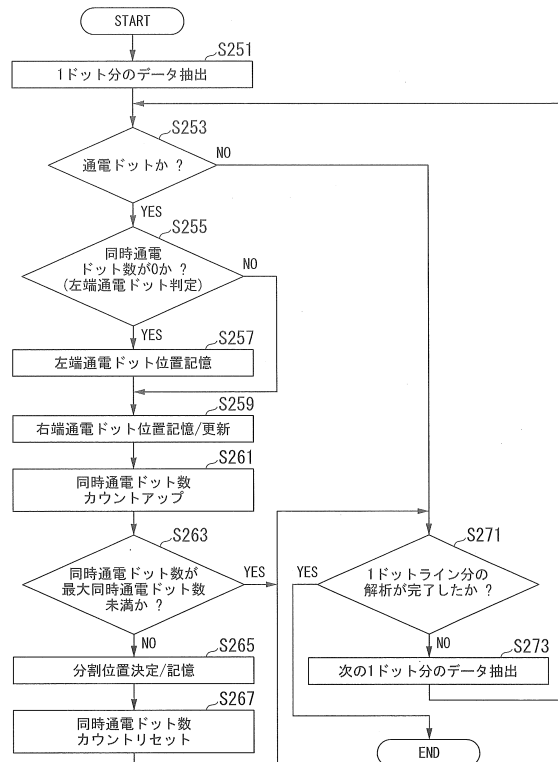 START
S251
1ドット分のデータ抽出
S253
通電ドットか ?
NO
YES
S255
同時通電
ドット数が0か ?
(左端通電ドット判定)
NO
YES
S257
左端通電ドット位置記憶
S259
右端通電ドット位置記憶/更新
S261
同時通電ドット数
カウントアップ
S263
同時通電ドット数が
最大同時通電ドット数
未満か ?
YES
NO
S265
分割位置決定/記憶
S267
同時通電ドット数
カウントリセット
S271
1ドットライン分の
解析が完了したか ?
YES
NO
S273
次の1ドット分のデータ抽出
END